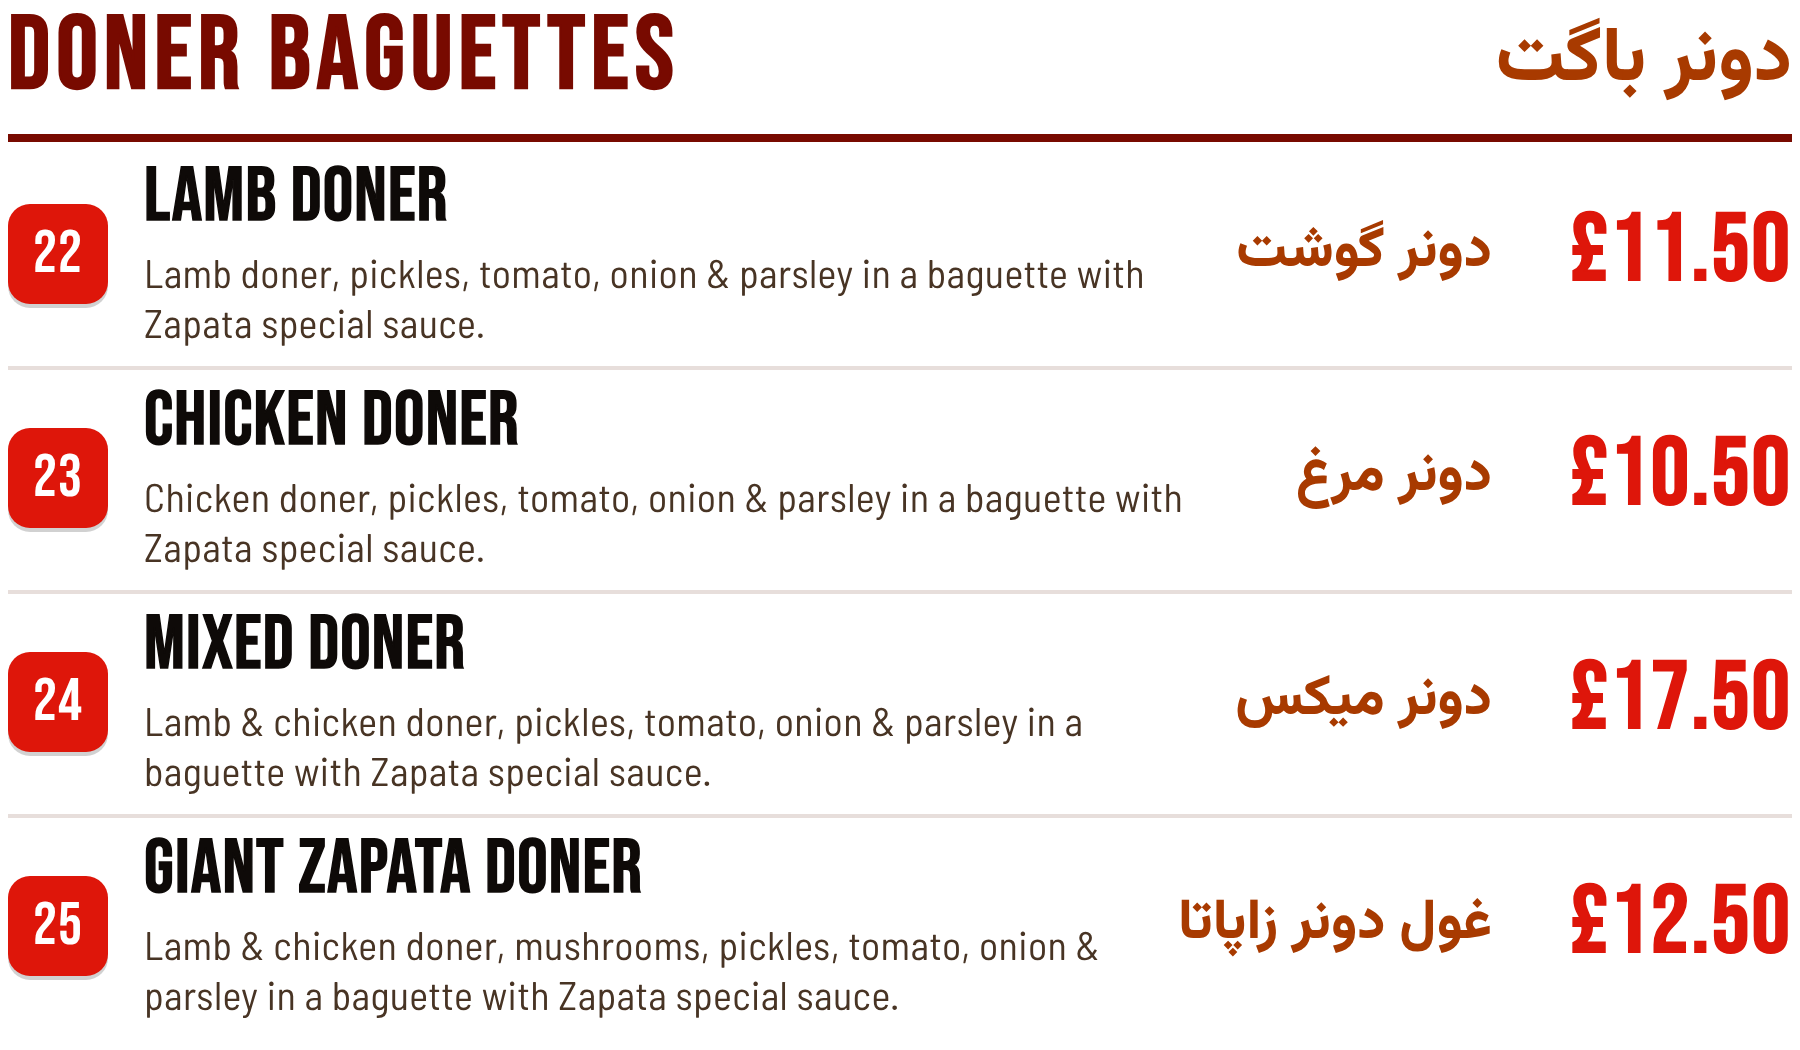 DONER BAGUETTES دونر باگت
LAMB DONER
22 دونر گوشت £11.50
Lamb doner, pickles, tomato, onion & parsley in a baguette with
Zapata special sauce.
CHICKEN DONER
23 دونر مرغ £10.50
Chicken doner, pickles, tomato, onion & parsley in a baguette with
Zapata special sauce.
MIXED DONER
24 دونر میکس £17.50
Lamb & chicken doner, pickles, tomato, onion & parsley in a
baguette with Zapata special sauce.
GIANT ZAPATA DONER
25 غول دونر زاپاتا £12.50
Lamb & chicken doner, mushrooms, pickles, tomato, onion &
parsley in a baguette with Zapata special sauce.